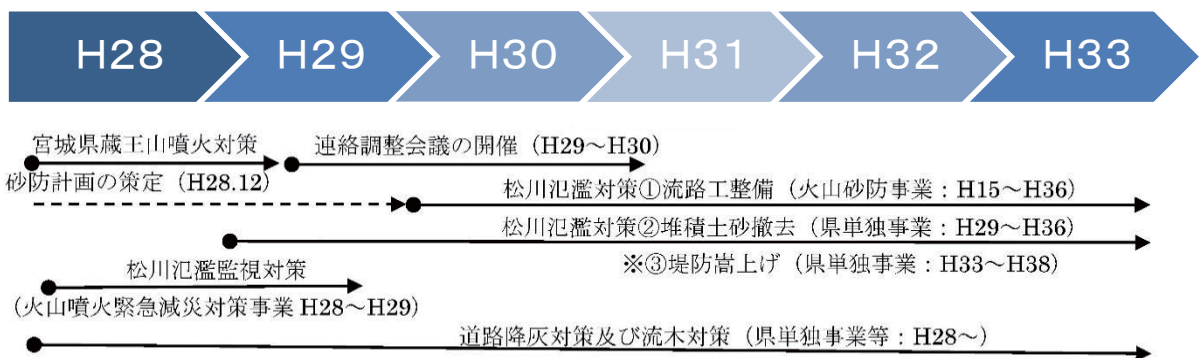 H28 H29 H30 H31 H32 H33
宮城県蔵王山噴火対策
連絡調整会議の開催（H29～H30）
砂防計画の策定（H28.12）
松川氾濫対策①流路工整備（火山砂防事業：H15～H36）
松川氾濫対策②堆積土砂撤去（県単独事業：H29～H36）
※③堤防嵩上げ（県単独事業：H33～H38）
松川氾濫監視対策
（火山噴火緊急減災対策事業 H28～H29）
道路降灰対策及び流木対策（県単独事業等：H28～）